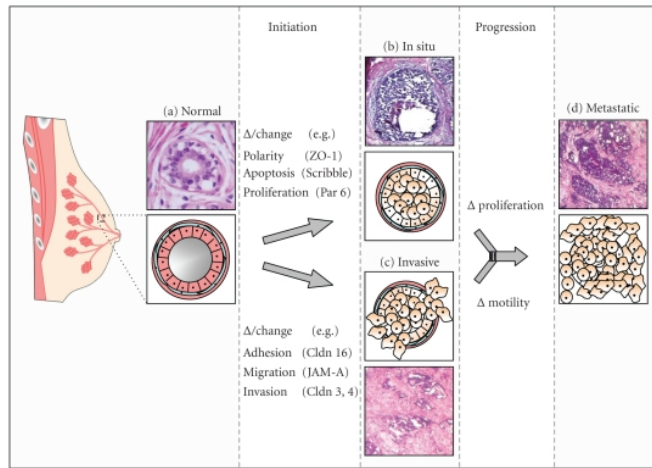 Initiation
Progression
(a) Normal
(b) In situ
(c) Invasive
(d) Metastatic
Δ/change (e.g.)
Polarity (ZO-1)
Apoptosis (Scribble)
Proliferation (Par 6)
Δ/change (e.g.)
Adhesion (Cldn 16)
Migration (JAM-A)
Invasion (Cldn 3, 4)
Δ proliferation
Δ motility